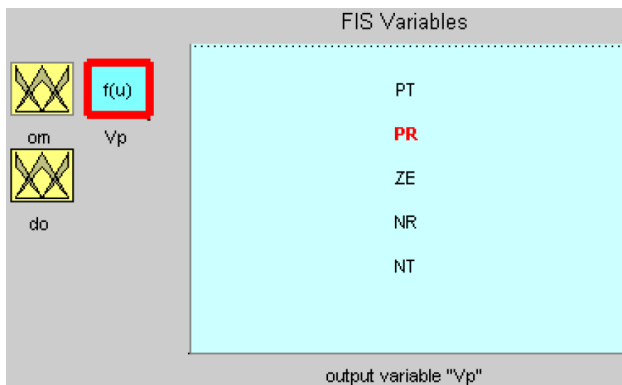 FIS Variables
f(u)
om
Vp
do
PT
PR
ZE
NR
NT
output variable "Vp"